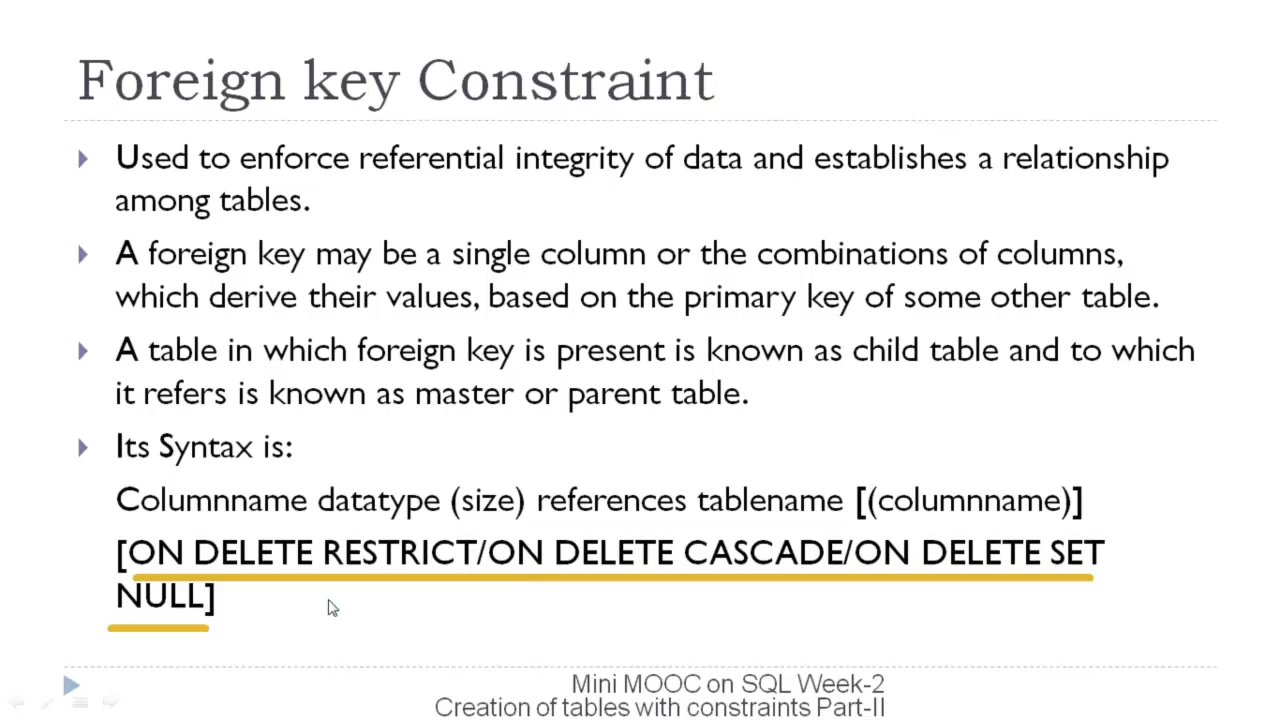 Foreign key Constraint
Used to enforce referential integrity of data and establishes a relationship
among tables.
A foreign key may be a single column or the combinations of columns,
which derive their values, based on the primary key of some other table.
A table in which foreign key is present is known as child table and to which
it refers is known as master or parent table.
Its Syntax is:
Columnname datatype (size) references tablename [(columnname)]
[ON DELETE RESTRICT/ON DELETE CASCADE/ON DELETE SET
NULL]
Mini MOOC on SQL Week-2
Creation of tables with constraints Part-II